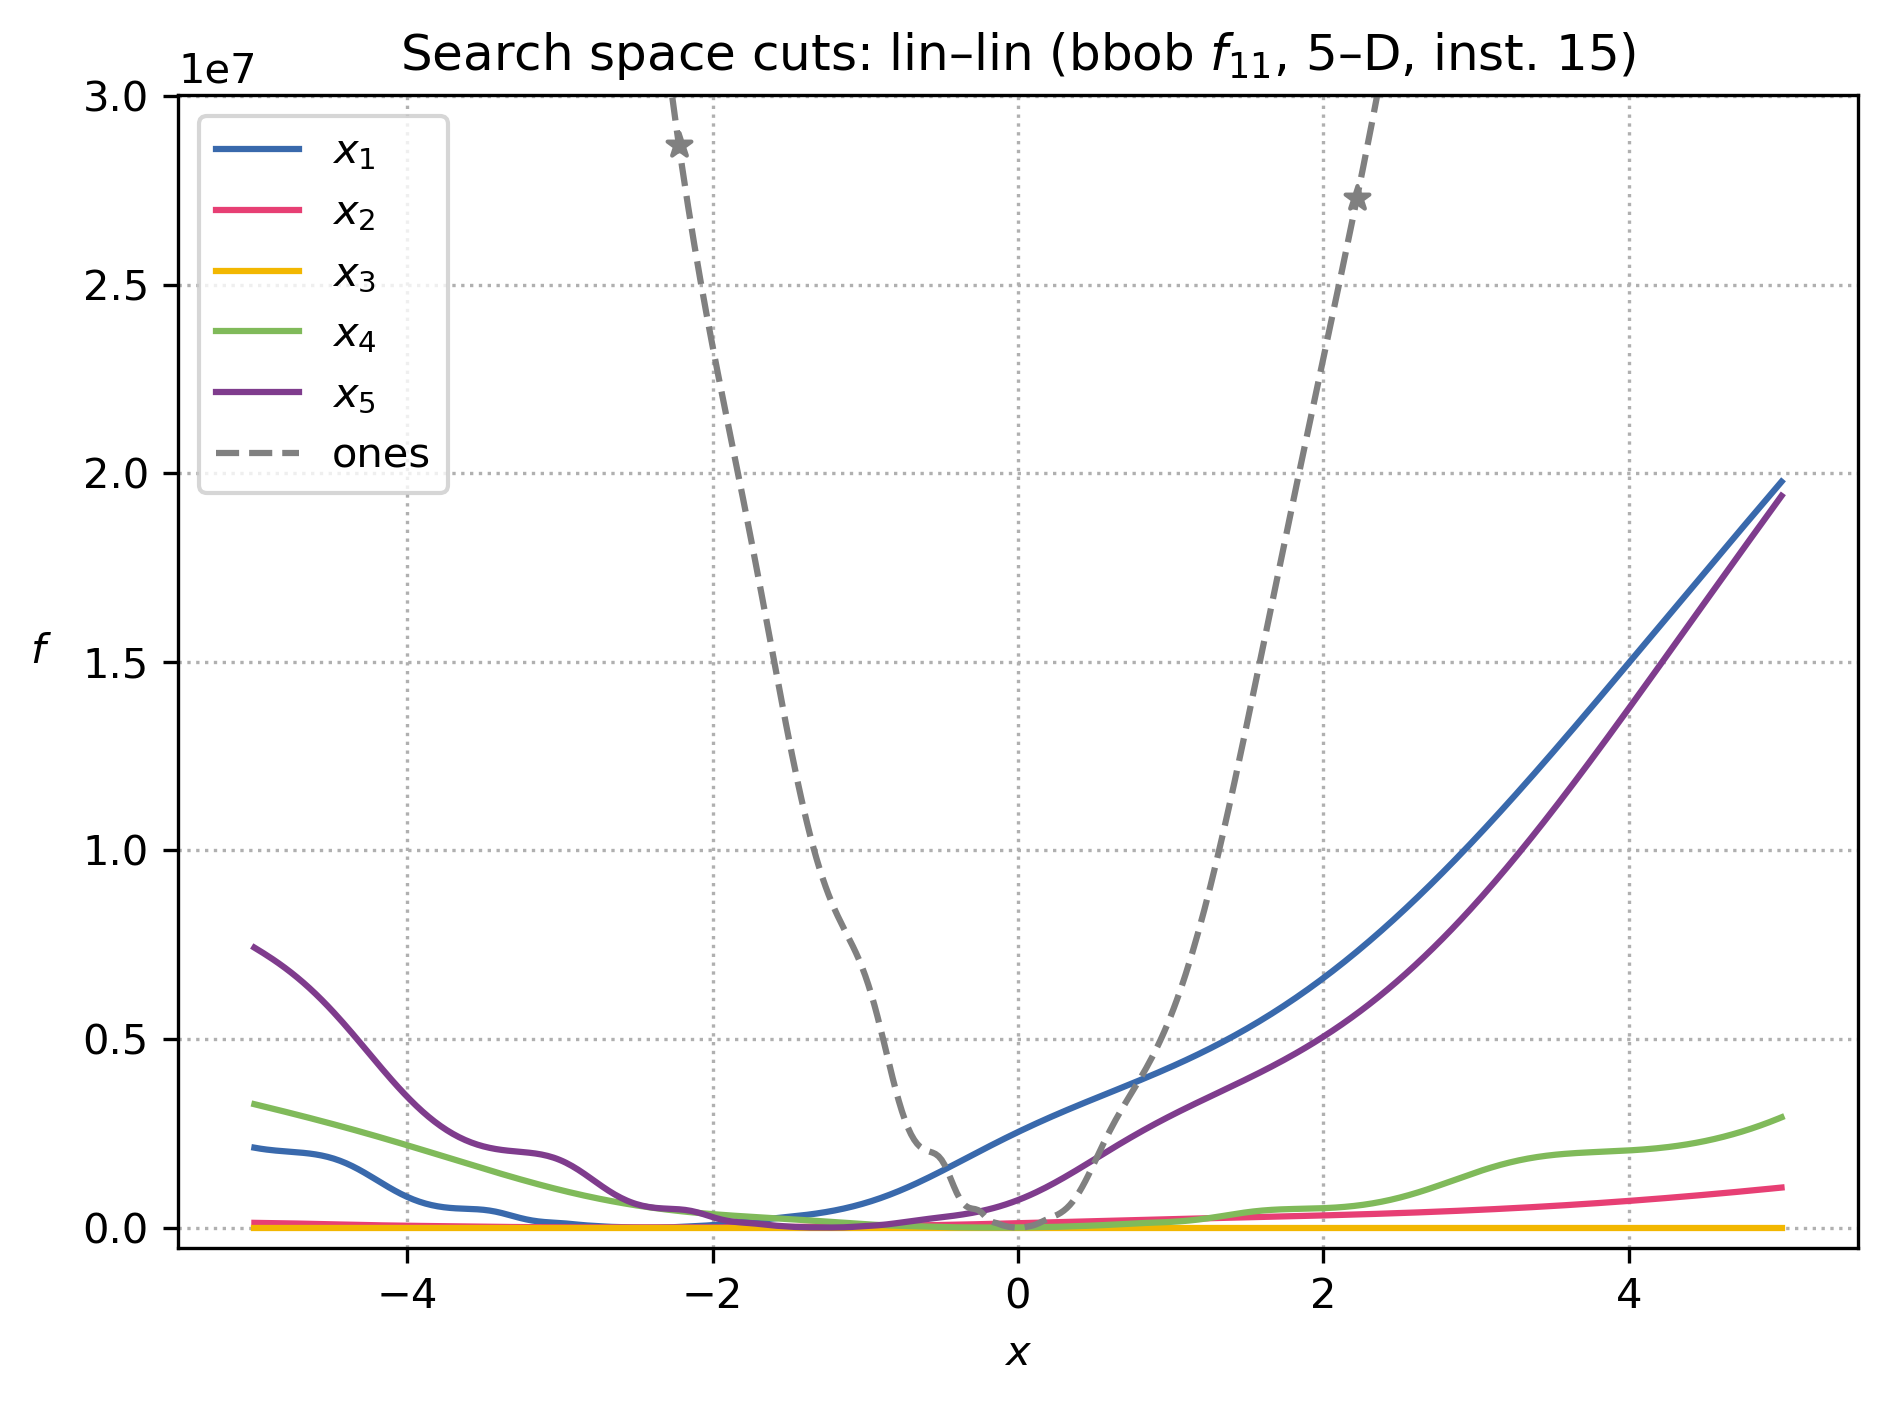 Search space cuts: lin–lin (bbob f₁₁, 5–D, inst. 15)
1e7
3.0
2.5
2.0
1.5
1.0
0.5
0.0
f
x₁
x₂
x₃
x₄
x₅
ones
−4 −2 0 2 4
x